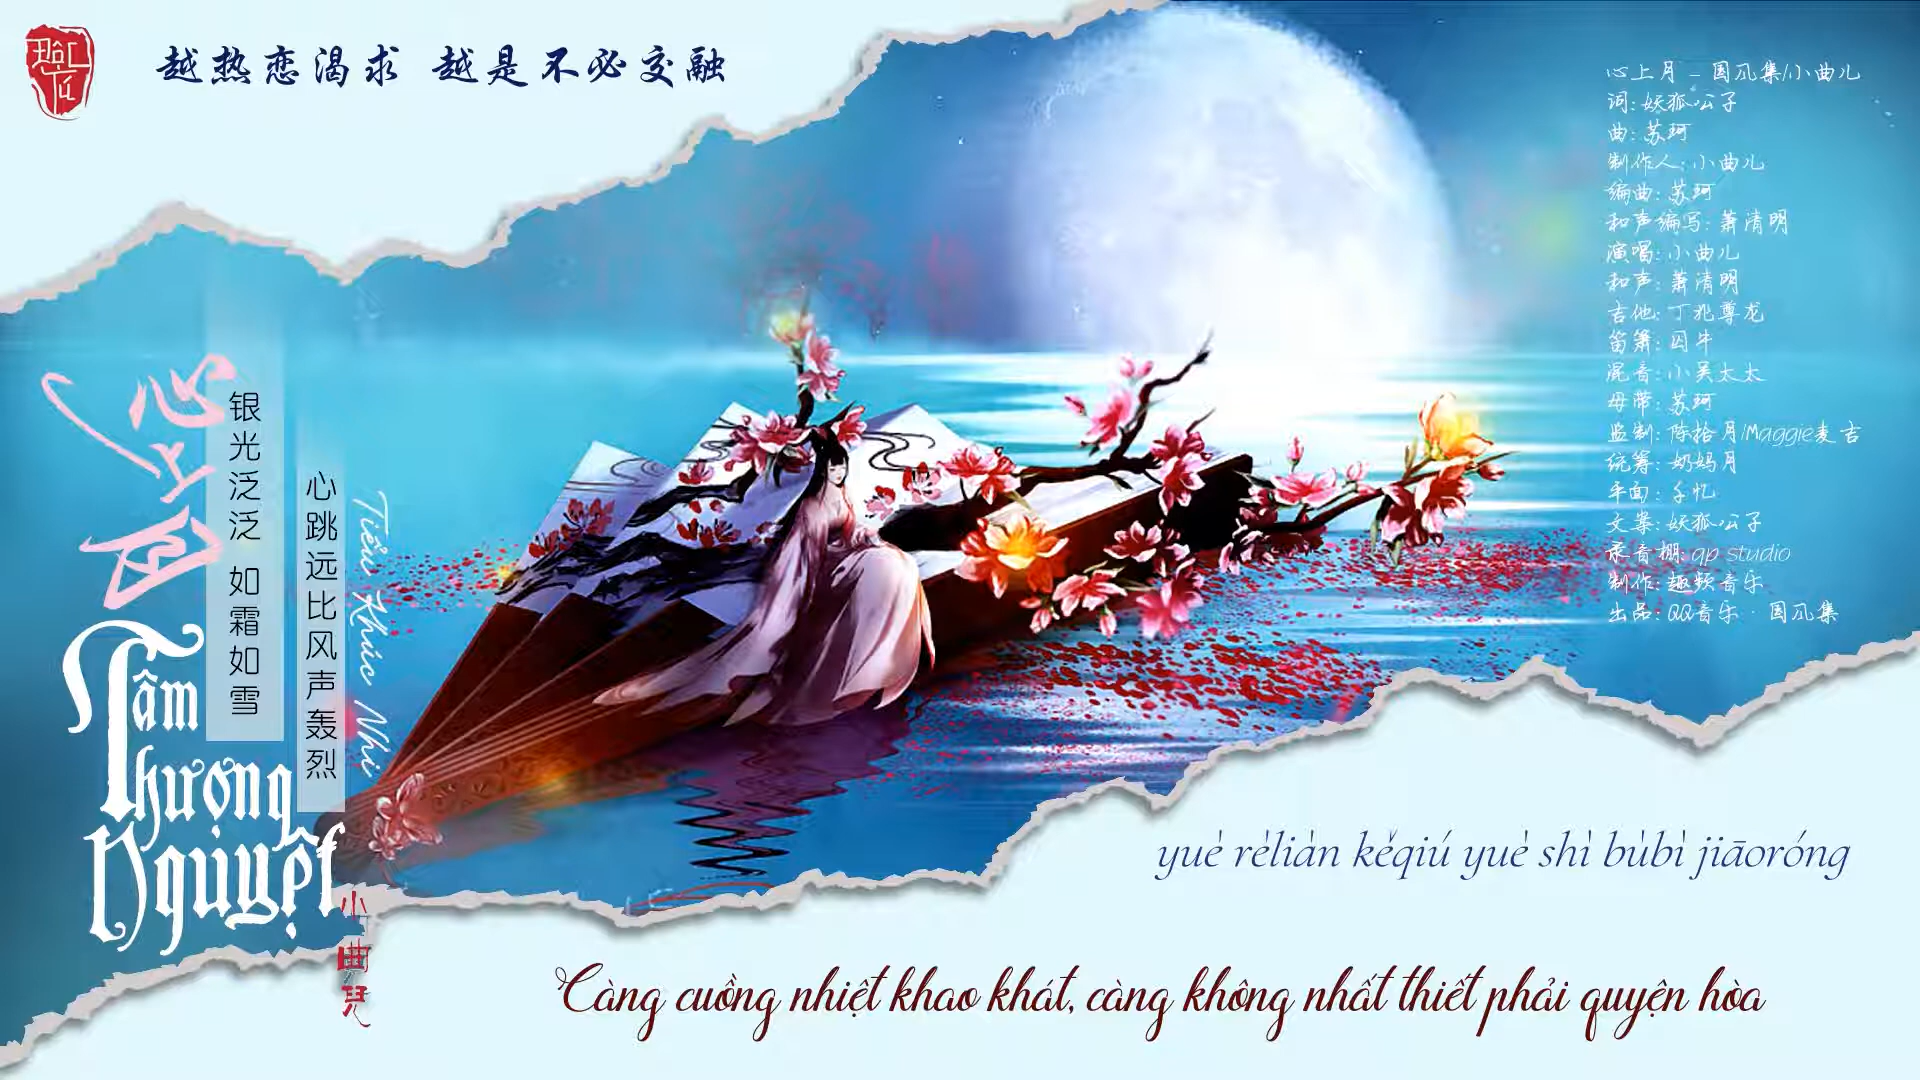 Độc Tú
越热恋渴求 越是不必交融
心上月 - 国风集/小曲儿
词: 妖狐公子
曲: 苏珂
制作人: 小曲儿
编曲: 苏珂
和声编写: 萧清明
演唱: 小曲儿
和声: 萧清明
吉他: 丁兆尊龙
笛箫: 囚牛
混音: 小吴太太
母带: 苏珂
监制: 陈拾月/Maggie麦吉
统筹: 奶妈月
平面: 千忆
文案: 妖狐公子
录音棚: qp studio
制作: 趣频音乐
出品: QQ音乐·国风集
心上月
银光泛泛 如霜如雪
心跳远比风声轰烈
Tiểu Khúc Nhi
Tâm
Thượng
Nguyệt
小曲兒
yuè rèliàn kěqiú yuè shì bùbì jiāoróng
Càng cuồng nhiệt khao khát, càng không nhất thiết phải quyện hòa